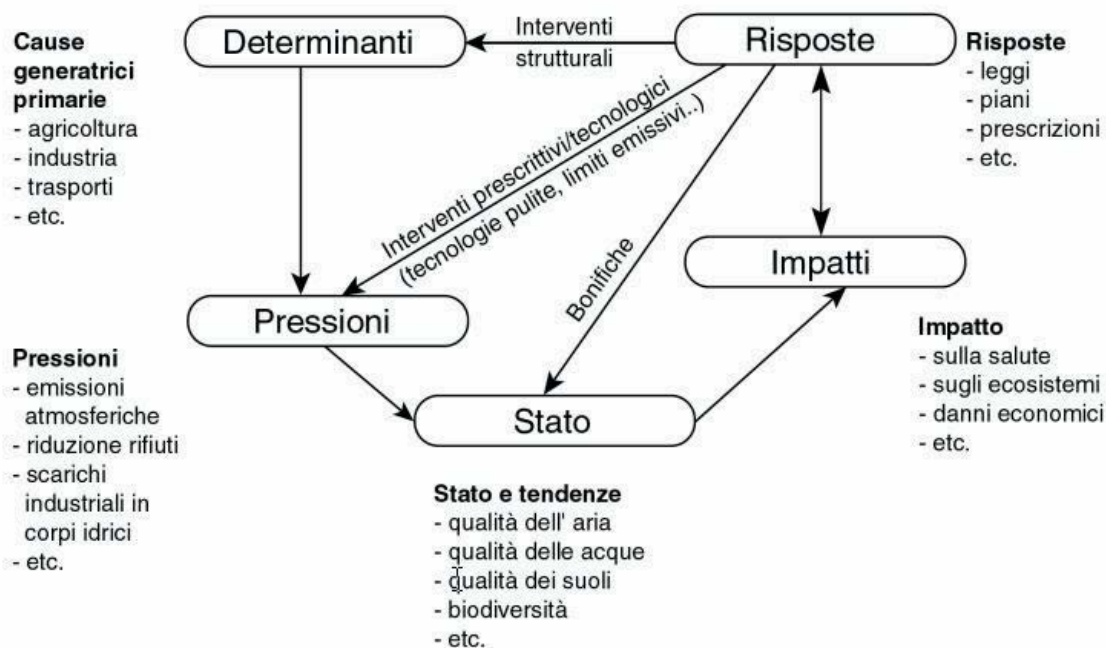 Determinanti
Interventi
strutturali
Risposte
Cause
generatrici
primarie
- agricoltura
- industria
- trasporti
- etc.
Risposte
- leggi
- piani
- prescrizioni
- etc.
Interventi prescrittivi/tecnologici
(tecnologie pulite, limiti emissivi..)
Bonifiche
Impatti
Pressioni
Impatto
- sulla salute
- sugli ecosistemi
- danni economici
- etc.
Pressioni
- emissioni
atmosferiche
- riduzione rifiuti
- scarichi
industriali in
corpi idrici
- etc.
Stato
Stato e tendenze
- qualità dell' aria
- qualità delle acque
- qualità dei suoli
- biodiversità
- etc.